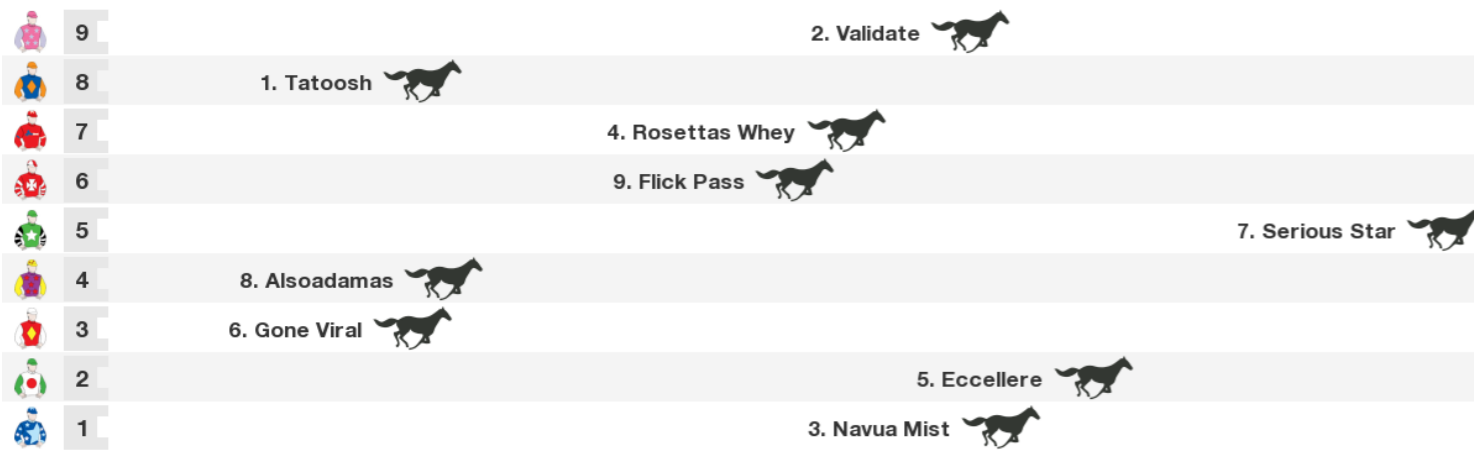 9 2. Validate
8 1. Tatoosh
7 4. Rosettas Whey
6 9. Flick Pass
5 7. Serious Star
4 8. Alsoadamas
3 6. Gone Viral
2 5. Eccellere
1 3. Navua Mist